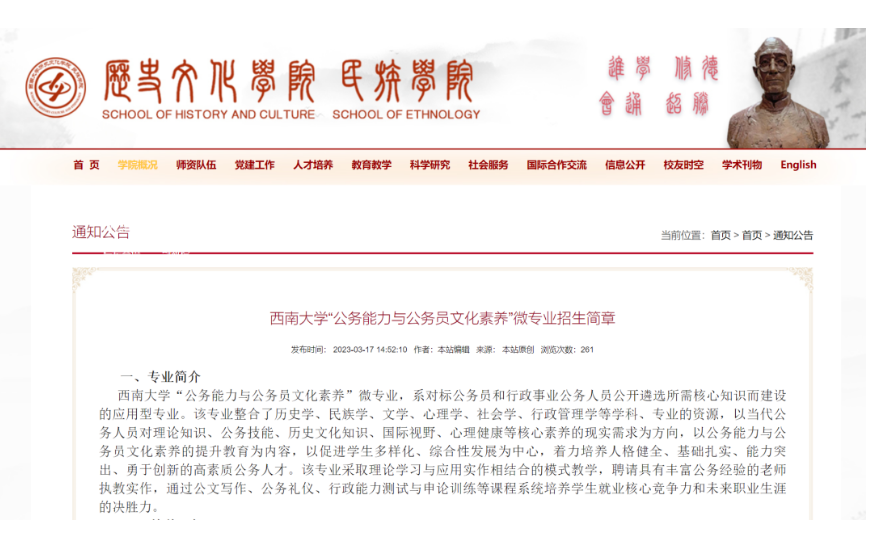 歷史文化學院 民族學院
SCHOOL OF HISTORY AND CULTURE SCHOOL OF ETHNOLOGY
進學 修德
會通 超勝
首页 学院概况 师资队伍 党建工作 人才培养 教育教学 科学研究 社会服务 国际合作交流 信息公开 校友时空 学术刊物 English
通知公告
当前位置: 首页 > 首页 > 通知公告
西南大学“公务能力与公务员文化素养”微专业招生简章
发布时间: 2023-03-17 14:52:10 作者: 本站编辑 来源: 本站原创 浏览次数: 261
一、专业简介
西南大学“公务能力与公务员文化素养”微专业，系对标公务员和行政事业公务人员公开遴选所需核心知识而建设
的应用型专业。该专业整合了历史学、民族学、文学、心理学、社会学、行政管理学等学科、专业的资源，以当代公
务人员对理论知识、公务技能、历史文化知识、国际视野、心理健康等核心素养的现实需求为方向，以公务能力与公
务员文化素养的提升教育为内容，以促进学生多样化、综合性发展为中心，着力培养人格健全、基础扎实、能力突
出、勇于创新的高素质公务人才。该专业采取理论学习与应用实作相结合的模式教学，聘请具有丰富公务经验的老师
执教实作，通过公文写作、公务礼仪、行政能力测试与申论训练等课程系统培养学生就业核心竞争力和未来职业生涯
的决胜力。